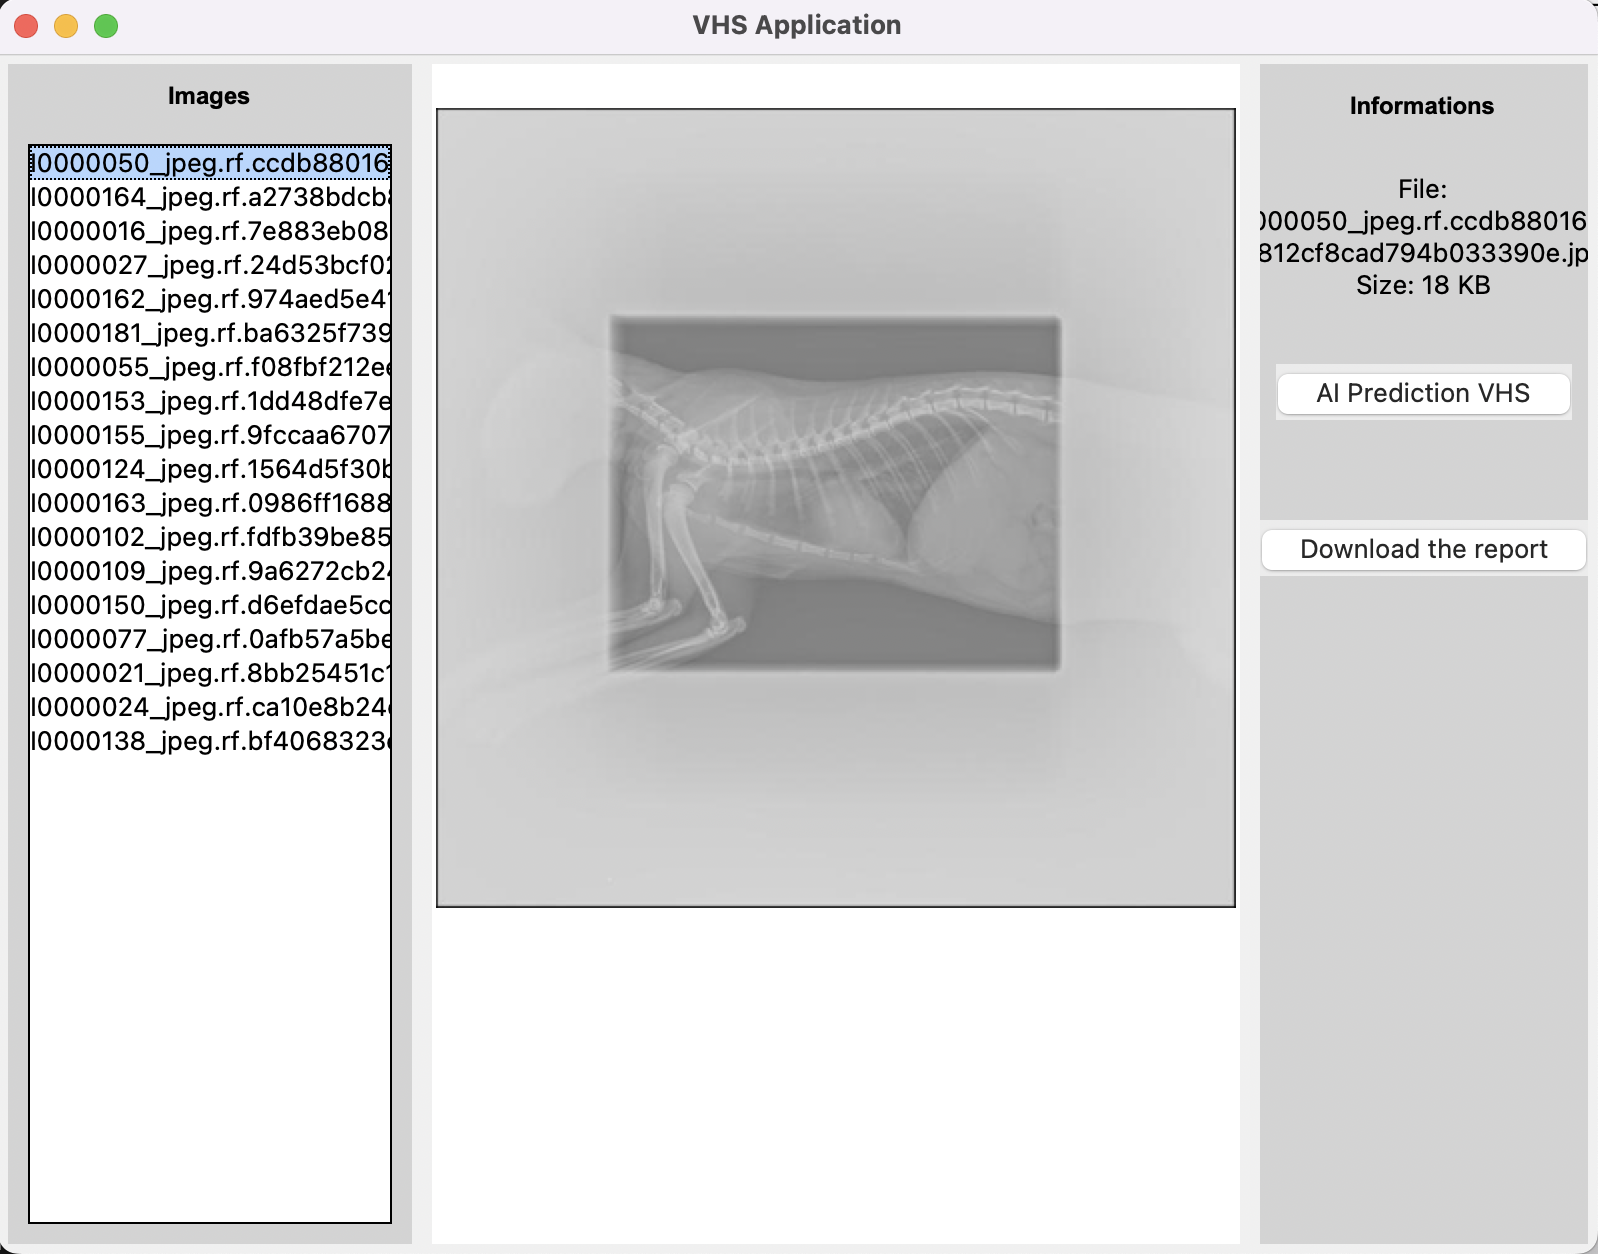 VHS Application
Images
I0000050_jpeg.rf.ccdb88016
I0000164_jpeg.rf.a2738bdcb
I0000016_jpeg.rf.7e883eb08
I0000027_jpeg.rf.24d53bcf02
I0000162_jpeg.rf.974aed5e4
I0000181_jpeg.rf.ba6325f739
I0000055_jpeg.rf.f08fbf212e
I0000153_jpeg.rf.1dd48dfe7e
I0000155_jpeg.rf.9fccaa6707
I0000124_jpeg.rf.1564d5f30b
I0000163_jpeg.rf.0986ff1688
I0000102_jpeg.rf.fdfb39be85
I0000109_jpeg.rf.9a6272cb24
I0000150_jpeg.rf.d6efdae5cc
I0000077_jpeg.rf.0afb57a5be
I0000021_jpeg.rf.8bb25451c
I0000024_jpeg.rf.ca10e8b24
I0000138_jpeg.rf.bf4068323
Informations
File:
000050_jpeg.rf.ccdb88016
812cf8cad794b033390e.jp
Size: 18 KB
AI Prediction VHS
Download the report